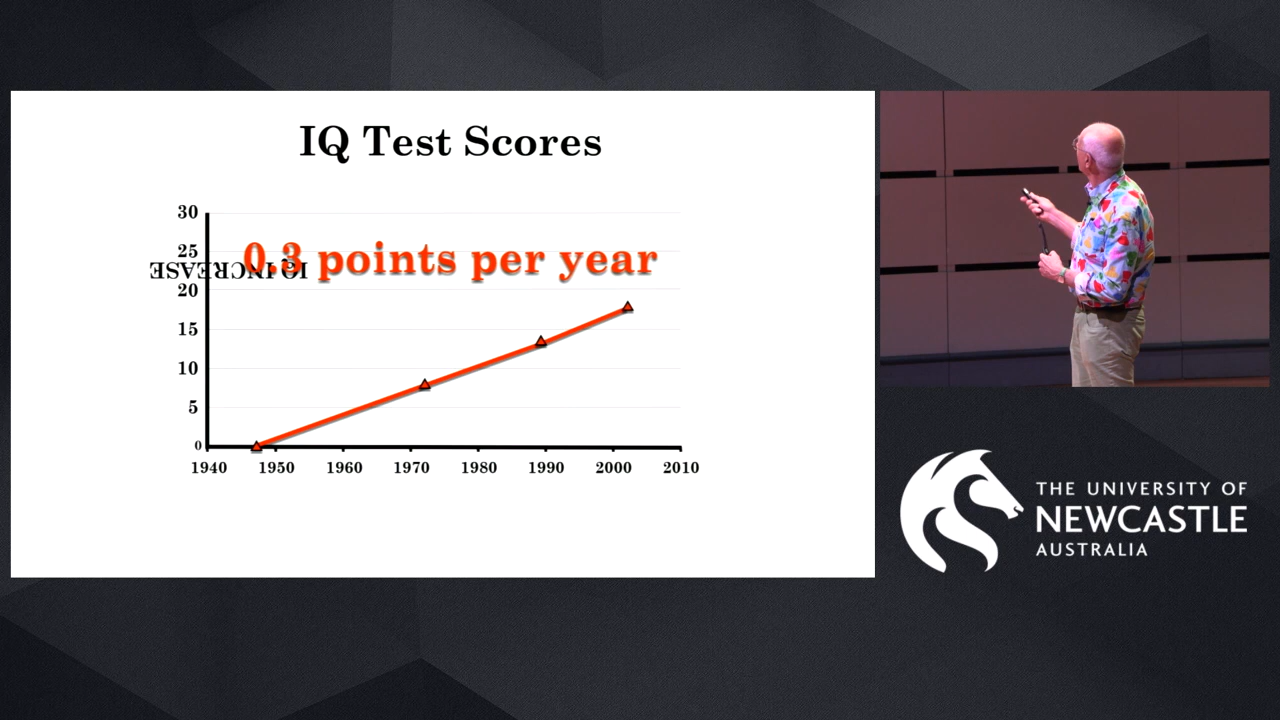 IQ Test Scores
30
25
0.3 points per year
IQ INCREASE
20
15
10
5
0
1940 1950 1960 1970 1980 1990 2000 2010
THE UNIVERSITY OF
NEWCASTLE
AUSTRALIA